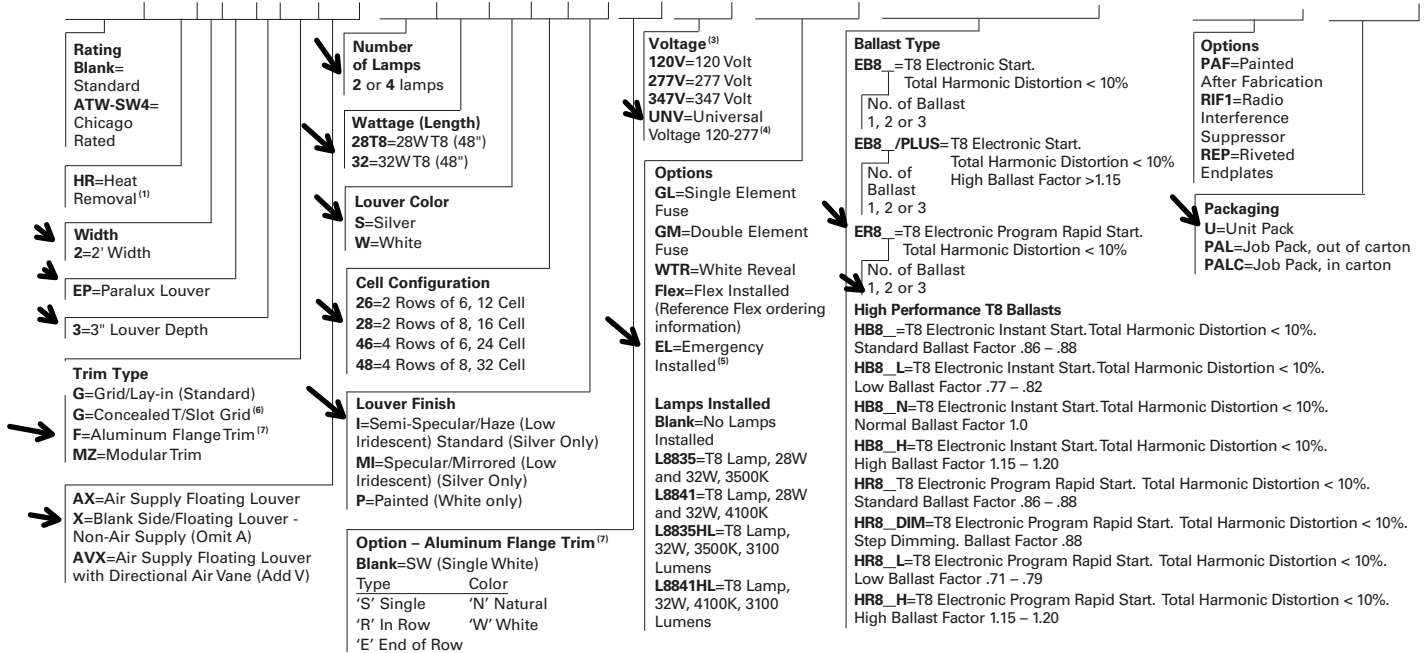 Rating
Blank=
Standard
ATW-SW4=
Chicago
Rated
HR=Heat
Removal (1)
Width
2=2' Width
EP=Paralux Louver
3=3" Louver Depth
Trim Type
G=Grid/Lay-in (Standard)
G=Concealed T/Slot Grid (6)
F=Aluminum Flange Trim (7)
MZ=Modular Trim
AX=Air Supply Floating Louver
X=Blank Side/Floating Louver -
Non-Air Supply (Omit A)
AVX=Air Supply Floating Louver
with Directional Air Vane (Add V)
Number
of Lamps
2 or 4 lamps
Wattage (Length)
28T8=28W T8 (48")
32=32W T8 (48")
Louver Color
S=Silver
W=White
Cell Configuration
26=2 Rows of 6, 12 Cell
28=2 Rows of 8, 16 Cell
46=4 Rows of 6, 24 Cell
48=4 Rows of 8, 32 Cell
Louver Finish
I=Semi-Specular/Haze (Low
Iridescent) Standard (Silver Only)
MI=Specular/Mirrored (Low
Iridescent) (Silver Only)
P=Painted (White only)
Option – Aluminum Flange Trim (7)
Blank=SW (Single White)
Type Color
'S' Single 'N' Natural
'R' In Row 'W' White
'E' End of Row
Voltage (3)
120V=120 Volt
277V=277 Volt
347V=347 Volt
UNV=Universal
Voltage 120-277 (4)
Options
GL=Single Element
Fuse
GM=Double Element
Fuse
WTR=White Reveal
Flex=Flex Installed
(Reference Flex ordering
information)
EL=Emergency
Installed (5)
Lamps Installed
Blank=No Lamps
Installed
L8835=T8 Lamp, 28W
and 32W, 3500K
L8841=T8 Lamp, 28W
and 32W, 4100K
L8835HL=T8 Lamp,
32W, 3500K, 3100
Lumens
L8841HL=T8 Lamp,
32W, 4100K, 3100
Lumens
Ballast Type
EB8_=T8 Electronic Start.
Total Harmonic Distortion < 10%
No. of Ballast
1, 2 or 3
EB8_/PLUS=T8 Electronic Start.
Total Harmonic Distortion < 10%
High Ballast Factor >1.15
No. of
Ballast
1, 2 or 3
ER8_=T8 Electronic Program Rapid Start.
Total Harmonic Distortion < 10%
No. of Ballast
1, 2 or 3
High Performance T8 Ballasts
HB8_=T8 Electronic Instant Start. Total Harmonic Distortion < 10%.
Standard Ballast Factor .86 – .88
HB8_L=T8 Electronic Instant Start. Total Harmonic Distortion < 10%.
Low Ballast Factor .77 – .82
HB8_N=T8 Electronic Instant Start. Total Harmonic Distortion < 10%.
Normal Ballast Factor 1.0
HB8_H=T8 Electronic Instant Start. Total Harmonic Distortion < 10%.
High Ballast Factor 1.15 – 1.20
HR8_T8 Electronic Program Rapid Start. Total Harmonic Distortion < 10%.
Standard Ballast Factor .86 – .88
HR8_DIM=T8 Electronic Program Rapid Start. Total Harmonic Distortion < 10%.
Step Dimming. Ballast Factor .88
HR8_L=T8 Electronic Program Rapid Start. Total Harmonic Distortion < 10%.
Low Ballast Factor .71 – .79
HR8_H=T8 Electronic Program Rapid Start. Total Harmonic Distortion < 10%.
High Ballast Factor 1.15 – 1.20
Options
PAF=Painted
After Fabrication
RIF1=Radio
Interference
Suppressor
REP=Riveted
Endplates
Packaging
U=Unit Pack
PAL=Job Pack, out of carton
PALC=Job Pack, in carton